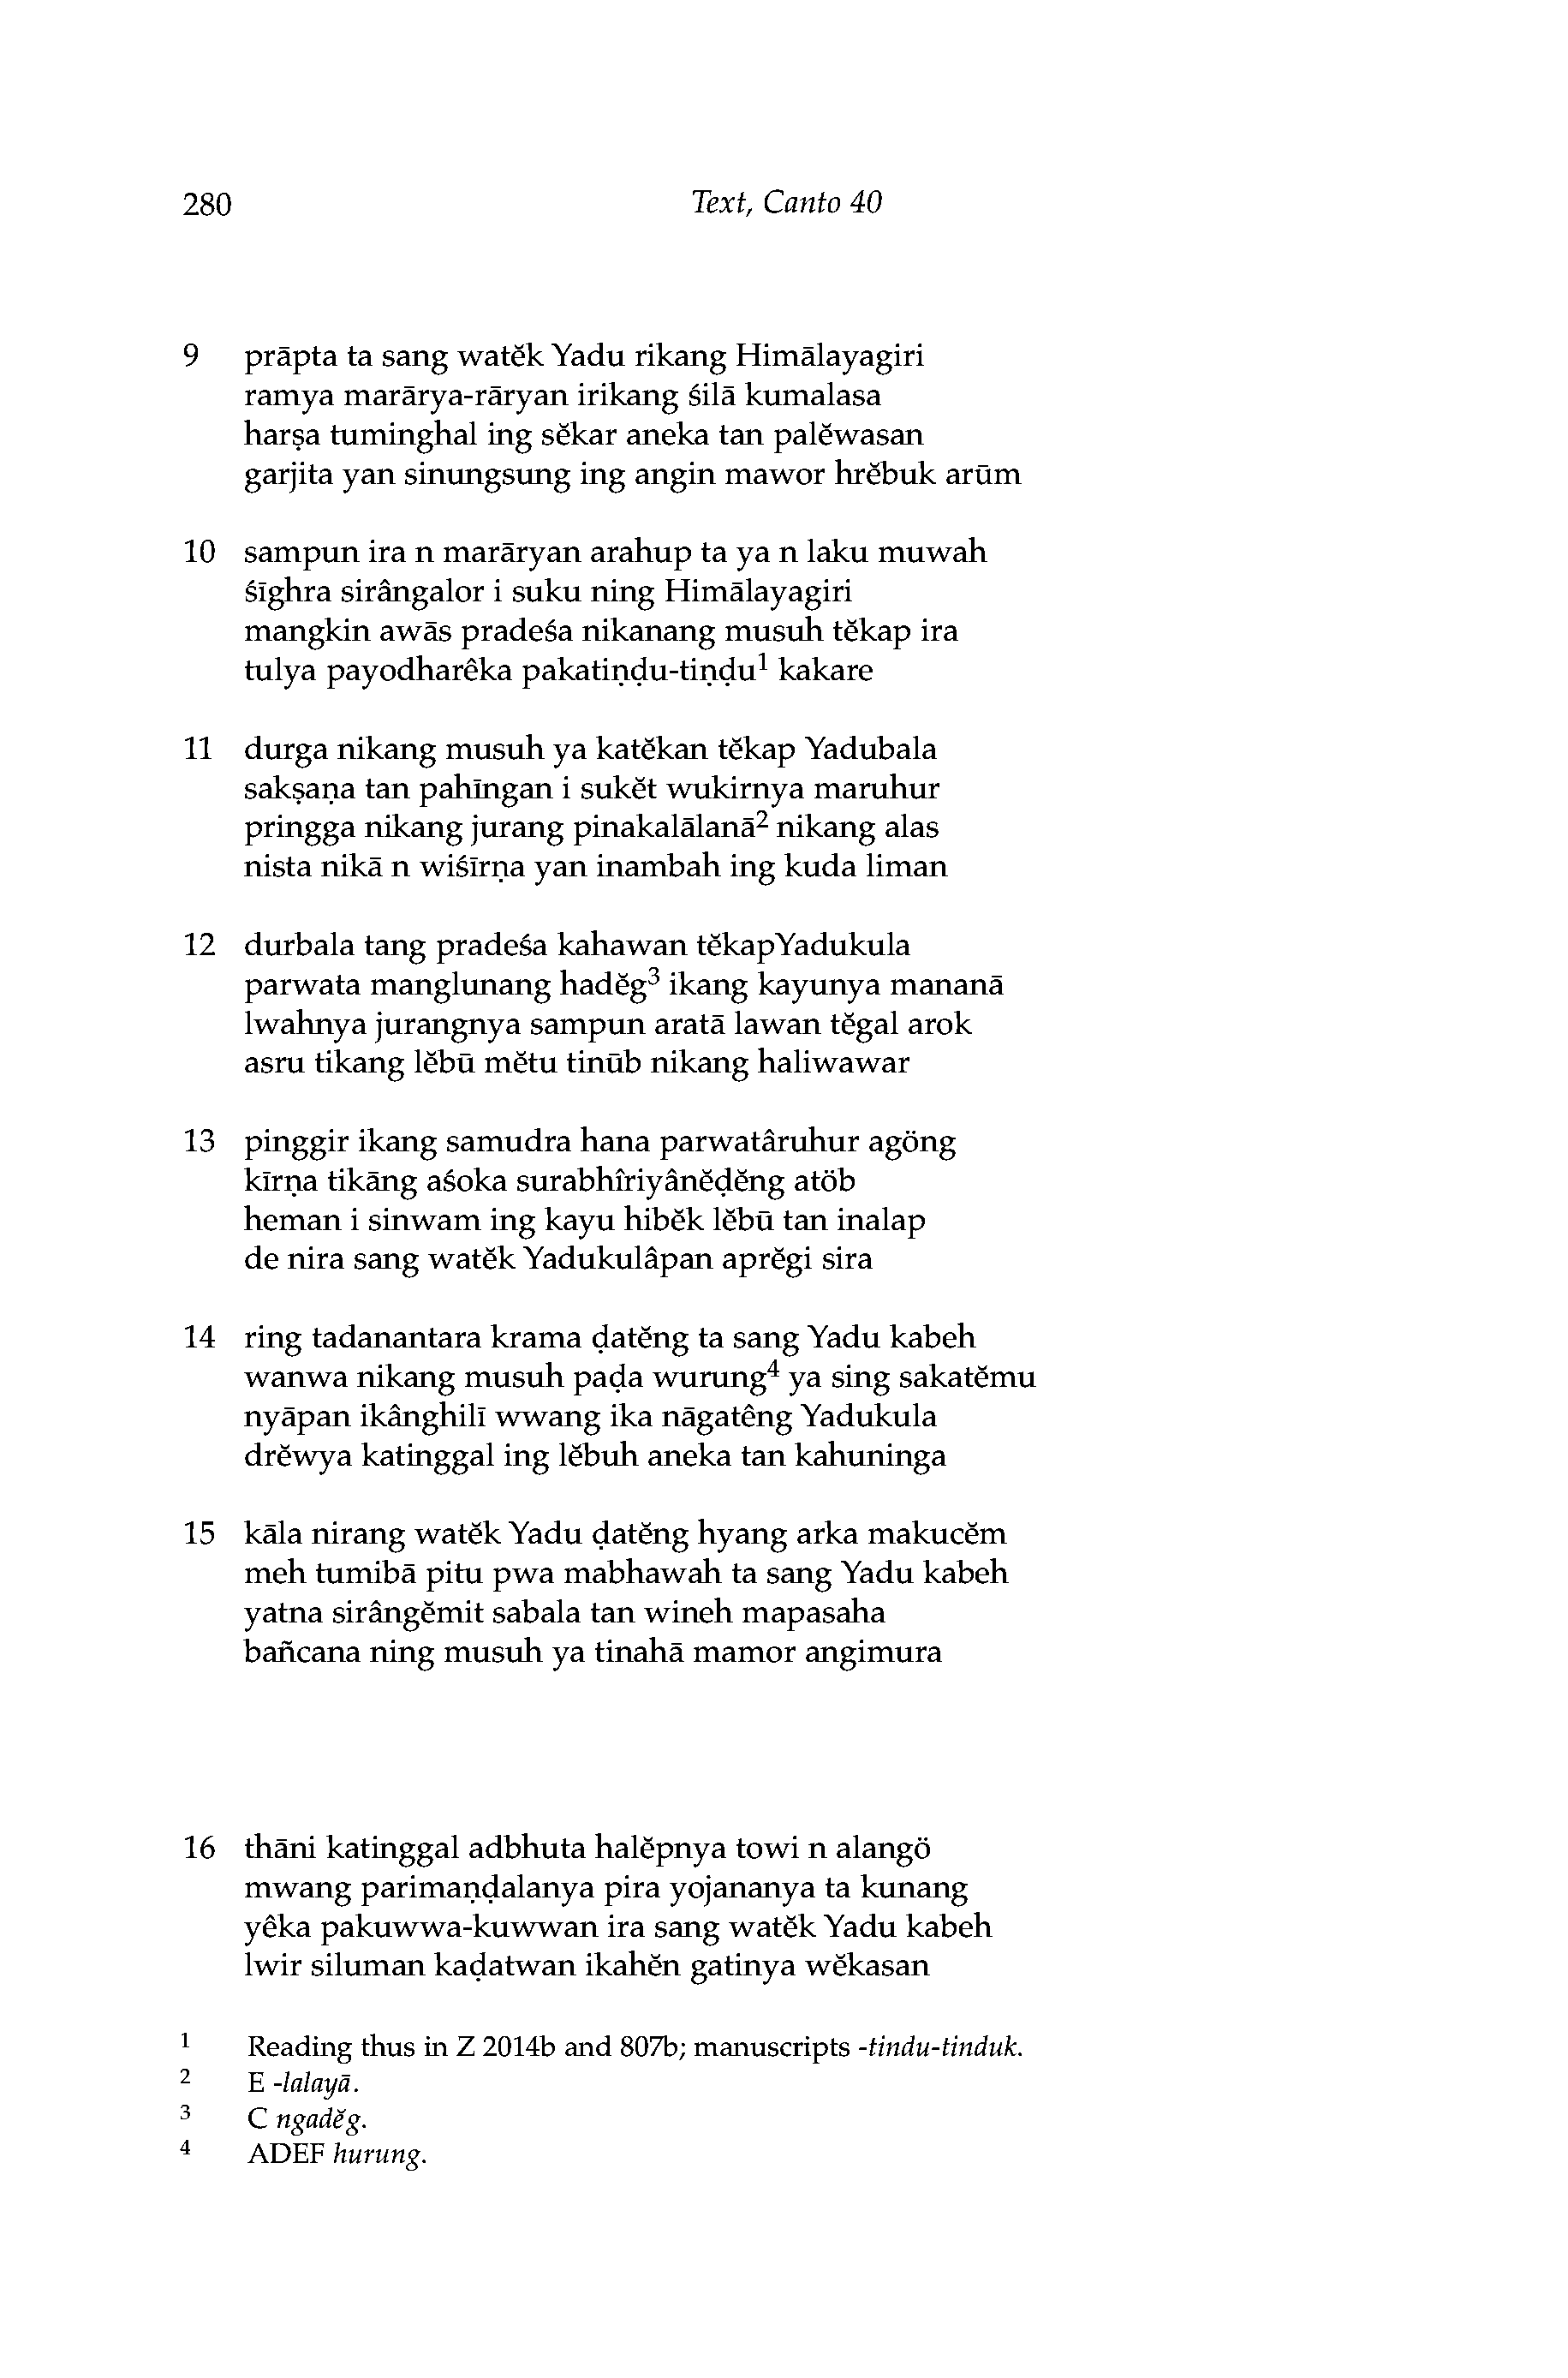 280 Text, Canto 40
9 prāpta ta sang watĕk Yadu rikang Himālayagiri
ramya marārya-rāryan irikang śilā kumalasa
harṣa tuminghal ing sĕkar aneka tan palĕwasan
garjita yan sinungsung ing angin mawor hrĕbuk arūm
10 sampun ira n marāryan arahup ta ya n laku muwah
śīghra sirângalor i suku ning Himālayagiri
mangkin awās pradeśa nikanang musuh tĕkap ira
tulya payodharêka pakatiṇḍu-tiṇḍu¹ kakare
11 durga nikang musuh ya katĕkan tĕkap Yadubala
sakṣaṇa tan pahīngan i sukĕt wukirnya maruhur
pringga nikang jurang pinakalālanā² nikang alas
nista nikā n wiśīrṇa yan inambah ing kuda liman
12 durbala tang pradeśa kahawan tĕkapYadukula
parwata manglunang hadĕg³ ikang kayunya mananā
lwahnya jurangnya sampun aratā lawan tĕgal arok
asru tikang lĕbū mĕtu tinūb nikang haliwawar
13 pinggir ikang samudra hana parwatâruhur agöng
kīrṇa tikāng aśoka surabhîriyânĕḍĕng atöb
heman i sinwam ing kayu hibĕk lĕbū tan inalap
de nira sang watĕk Yadukulâpan aprĕgi sira
14 ring tadanantara krama ḍatĕng ta sang Yadu kabeh
wanwa nikang musuh paḍa wurung⁴ ya sing sakatĕmu
nyāpan ikânghilī wwang ika nāgatêng Yadukula
drĕwya katinggal ing lĕbuh aneka tan kahuninga
15 kāla nirang watĕk Yadu ḍatĕng hyang arka makucĕm
meh tumibā pitu pwa mabhawah ta sang Yadu kabeh
yatna sirângĕmit sabala tan wineh mapasaha
bañcana ning musuh ya tinahā mamor angimura
16 thāni katinggal adbhuta halĕpnya towi n alangö
mwang parimaṇḍalanya pira yojananya ta kunang
yêka pakuwwa-kuwwan ira sang watĕk Yadu kabeh
lwir siluman kaḍatwan ikahĕn gatinya wĕkasan
1 Reading thus in Z 2014b and 807b; manuscripts -tindu-tinduk.
2 E -lalayā.
3 C ngadĕg.
4 ADEF hurung.